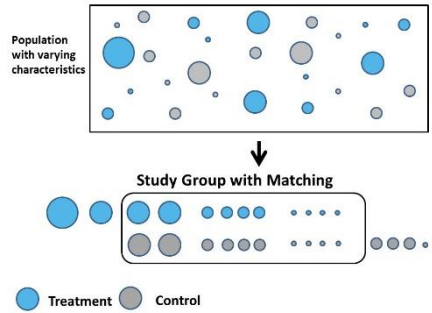 Population
with varying
characteristics
Study Group with Matching
Treatment
Control